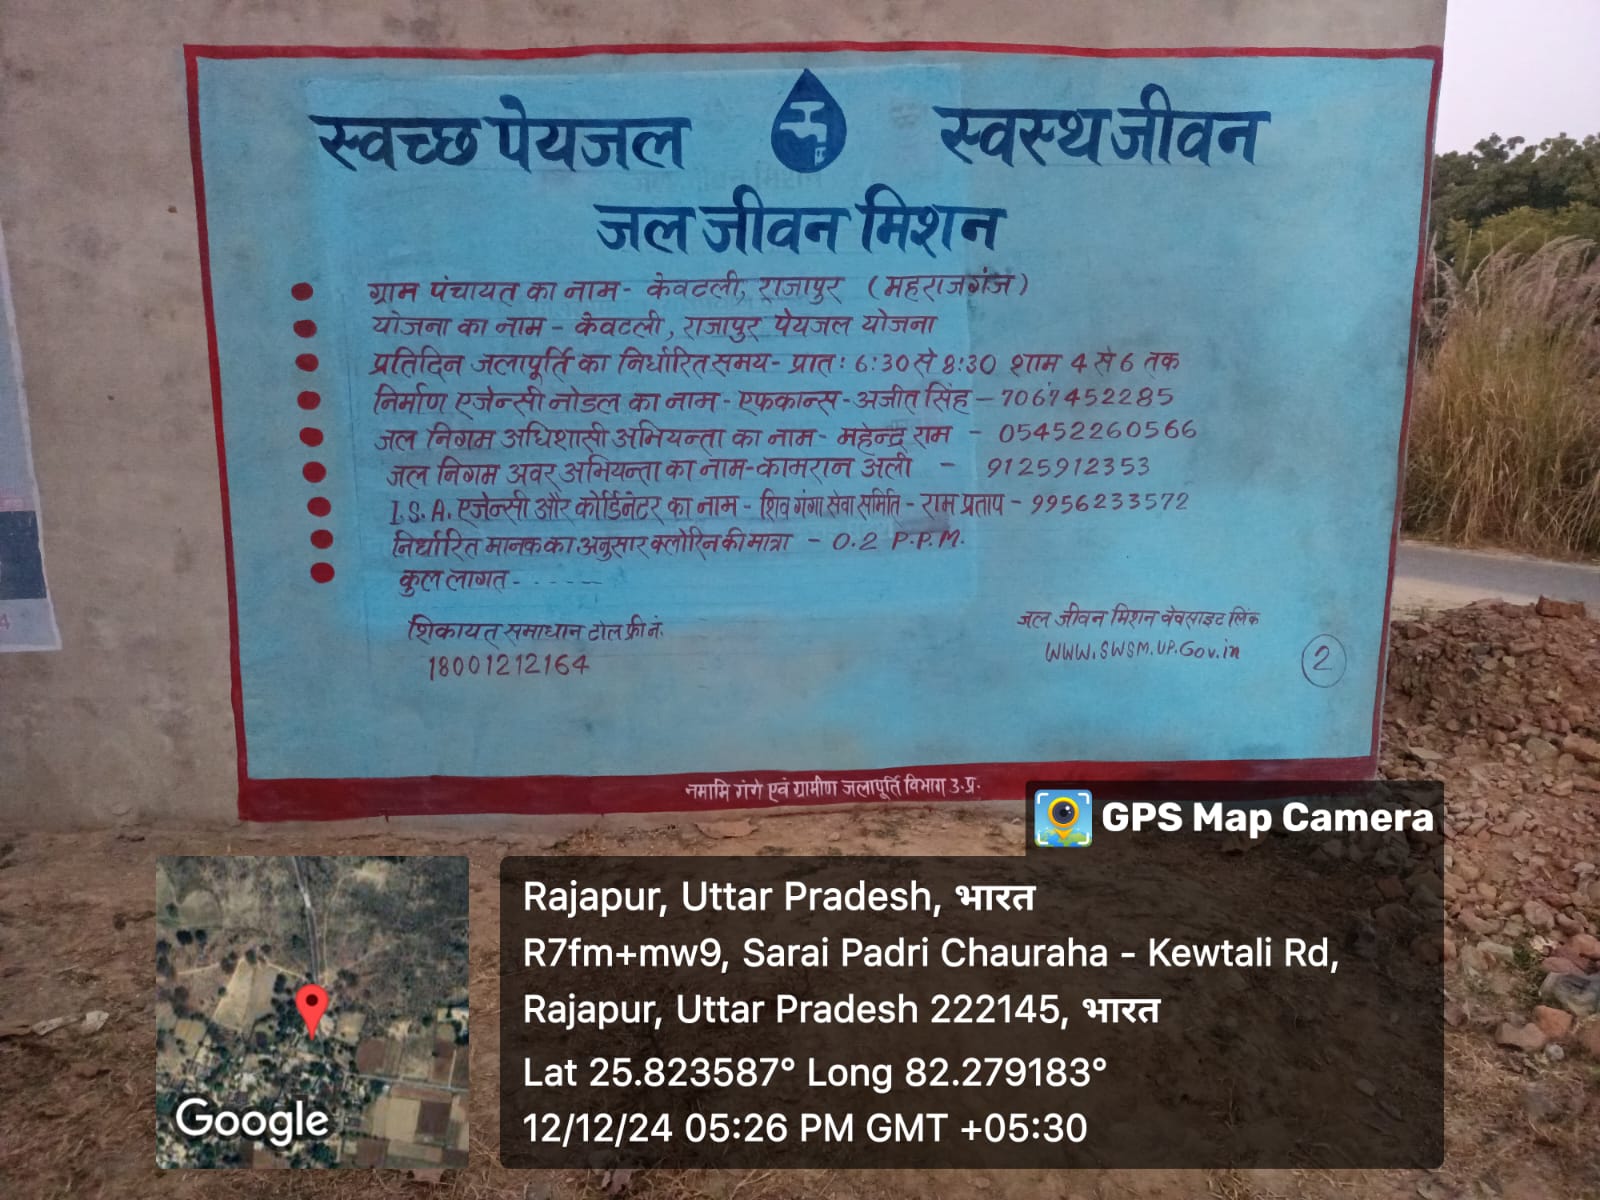 स्वच्छ पेयजल स्वस्थ जीवन
जल जीवन मिशन
ग्राम पंचायत का नाम - केवटली, राजापुर (महराजगंज)
योजना का नाम - केवटली, राजापुर पेयजल योजना
प्रतिदिन जलापूर्ति का निर्धारित समय - प्रातः 6:30 से 8:30 शाम 4 से 6 तक
निर्माण एजेन्सी नोडल का नाम - एफकान्स - अजीत सिंह - 7067452285
जल निगम अधिशासी अभियन्ता का नाम - महेन्द्र राम - 05452260566
जल निगम अवर अभियन्ता का नाम - कामरान अली - 9125912353
I.S.A. एजेन्सी और कोर्डिनेटर का नाम - शिव गंगा सेवा समिति - राम प्रताप - 9956233572
निर्धारित मानक का अनुसार क्लोरिन की मात्रा - 0.2 P.P.M.
कुल लागत - - - - - -
शिकायत समाधान टोल फ्री नं.
18001212164
जल जीवन मिशन वेवसाइट लिंक
WWW.SWSM.UP.Gov.in
2
नमामि गंगे एवं ग्रामीण जलापूर्ति विभाग उ.प्र.
GPS Map Camera
Rajapur, Uttar Pradesh, भारत
R7fm+mw9, Sarai Padri Chauraha - Kewtali Rd,
Rajapur, Uttar Pradesh 222145, भारत
Lat 25.823587° Long 82.279183°
12/12/24 05:26 PM GMT +05:30
Google